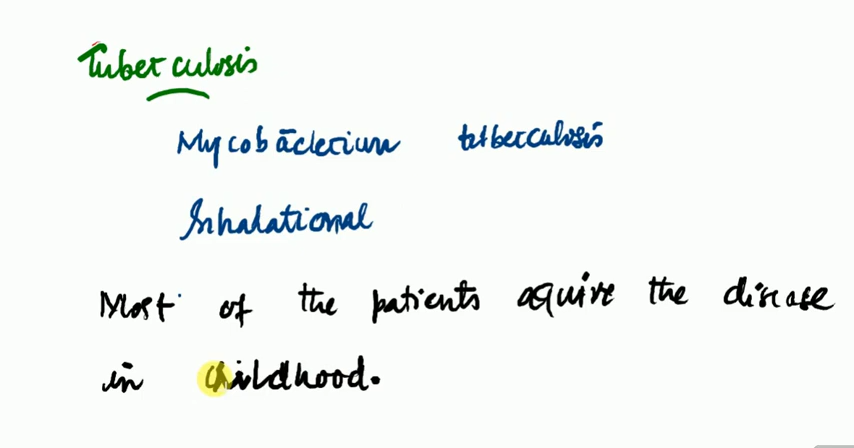 Tuberculosis
Mycobacterium tuberculosis
Inhalational
Most of the patients aquire the disease
in childhood.